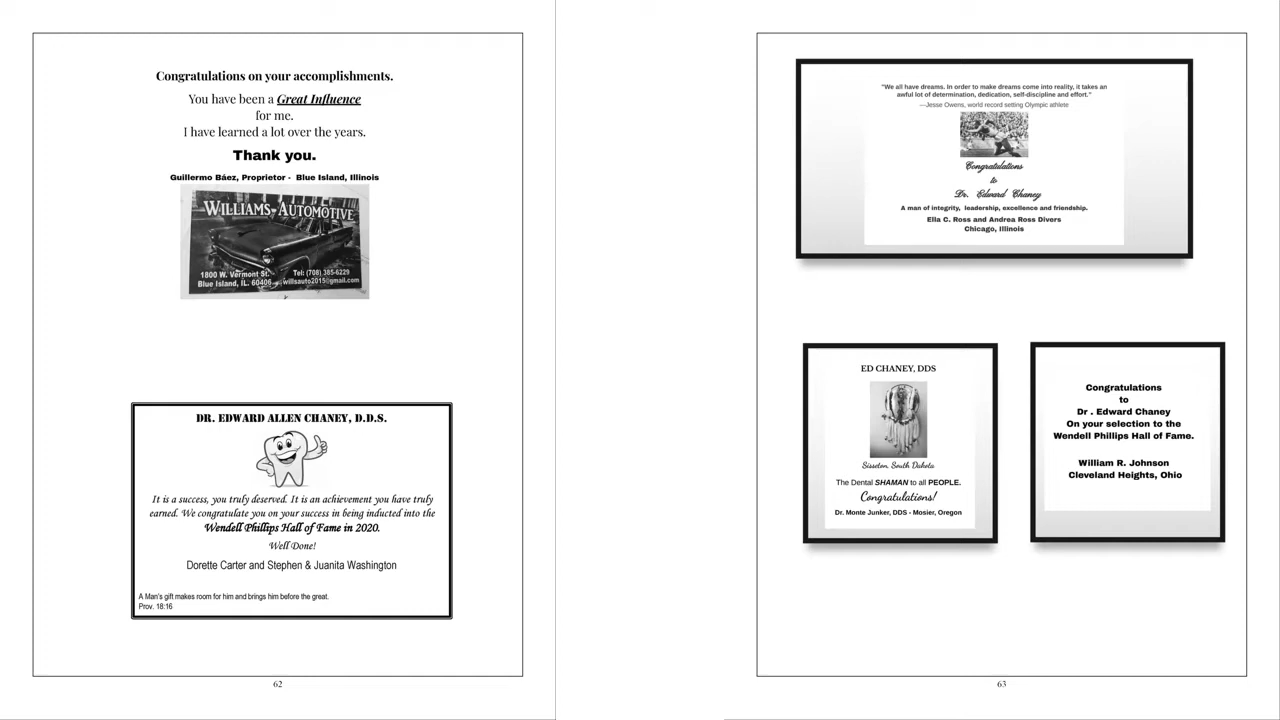 Congratulations on your accomplishments.
You have been a Great Influence
for me.
I have learned a lot over the years.
Thank you.
Guillermo Báez, Proprietor - Blue Island, Illinois
WILLIAMS-AUTOMOTIVE
1800 W. Vermont St. Tel: (708) 385-6229
Blue Island, IL. 60406 willsauto2015@gmail.com
DR. EDWARD ALLEN CHANEY, D.D.S.
It is a success, you truly deserved. It is an achievement you have truly
earned. We congratulate you on your success in being inducted into the
Wendell Phillips Hall of Fame in 2020.
Well Done!
Dorette Carter and Stephen & Juanita Washington
A Man's gift makes room for him and brings him before the great.
Prov. 18:16
62
"We all have dreams. In order to make dreams come into reality, it takes an
awful lot of determination, dedication, self-discipline and effort."
—Jesse Owens, world record setting Olympic athlete
Congratulations
to
Dr. Edward Chaney
A man of integrity, leadership, excellence and friendship.
Ella C. Ross and Andrea Ross Divers
Chicago, Illinois
ED CHANEY, DDS
Sisseton, South Dakota
The Dental SHAMAN to all PEOPLE.
Congratulations!
Dr. Monte Junker, DDS - Mosier, Oregon
Congratulations
to
Dr . Edward Chaney
On your selection to the
Wendell Phillips Hall of Fame.
William R. Johnson
Cleveland Heights, Ohio
63